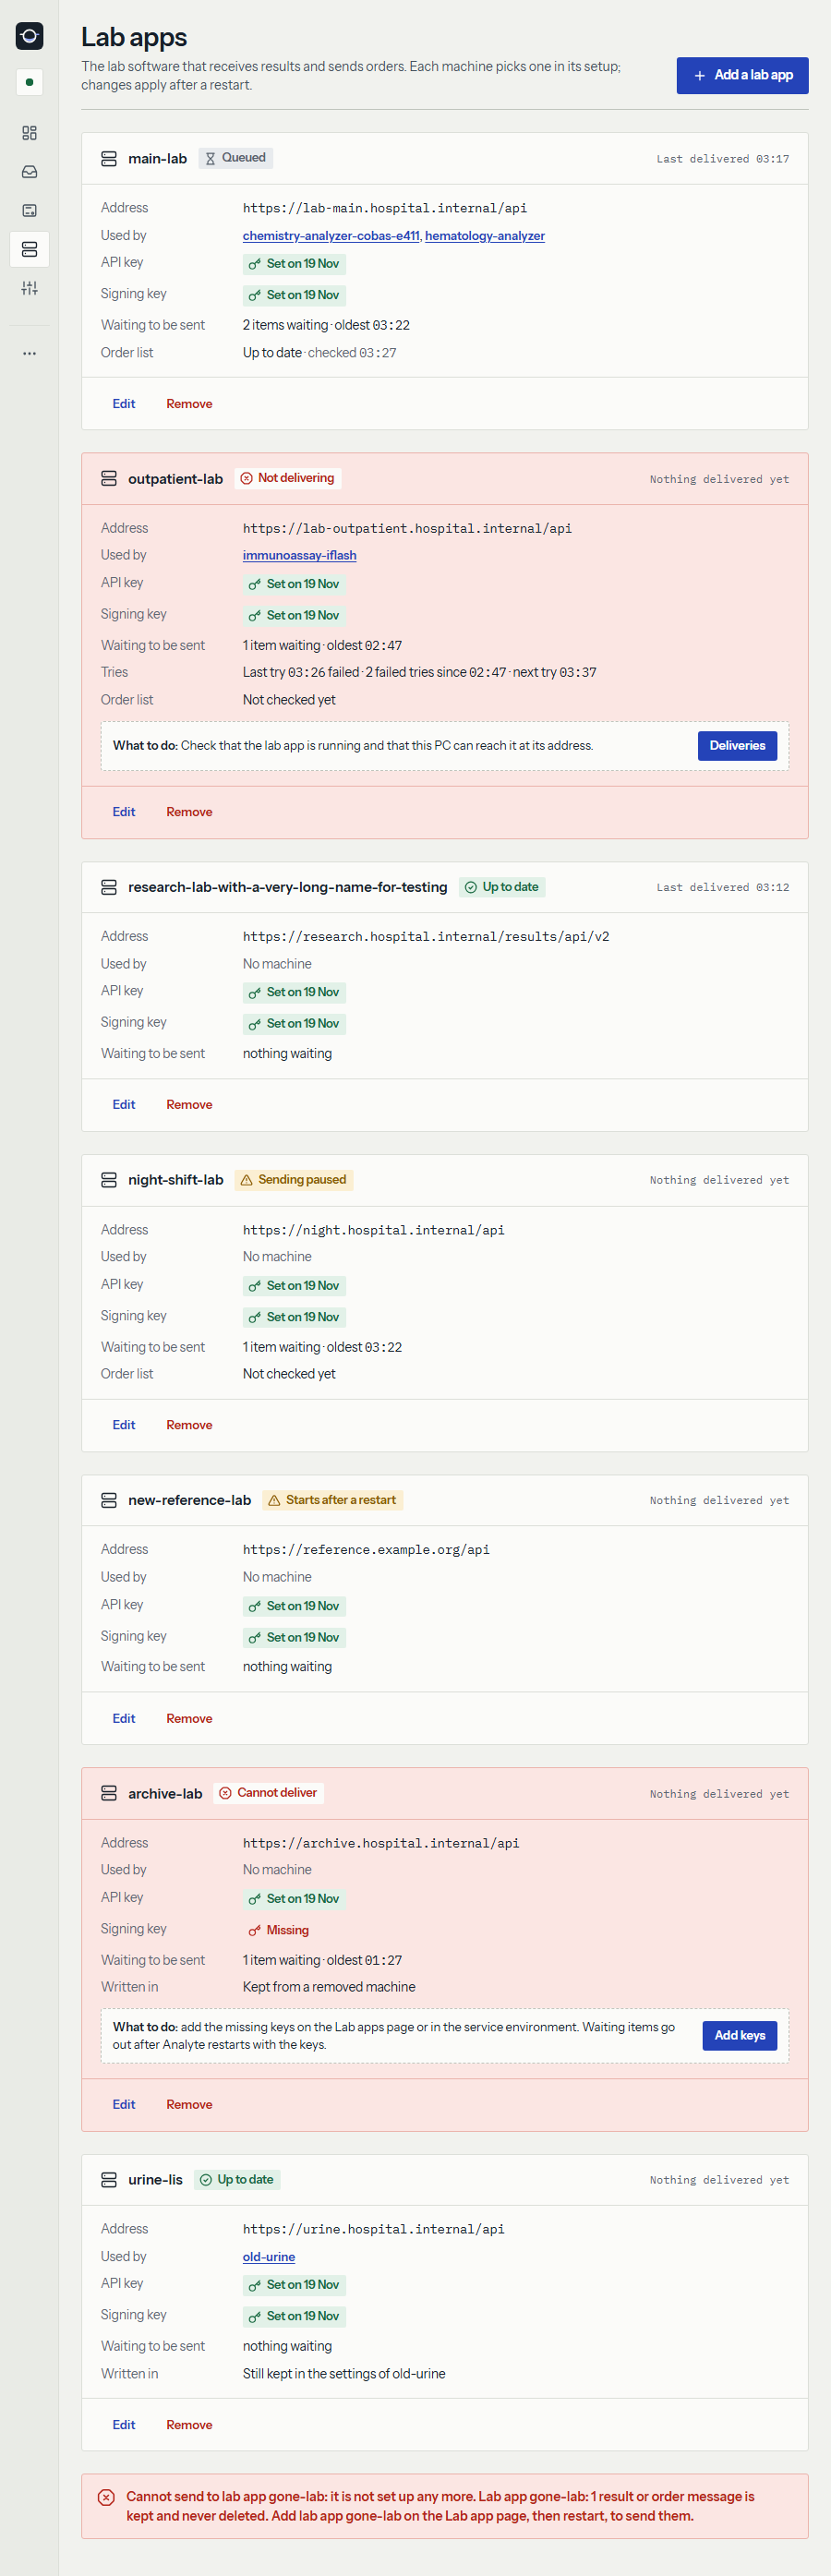 Lab apps
The lab software that receives results and sends orders. Each machine picks one in its setup;
changes apply after a restart.
Add a lab app
main-lab Queued Last delivered 03:17
Address https://lab-main.hospital.internal/api
Used by chemistry-analyzer-cobas-e411, hematology-analyzer
API key Set on 19 Nov
Signing key Set on 19 Nov
Waiting to be sent 2 items waiting · oldest 03:22
Order list Up to date · checked 03:27
Edit Remove
outpatient-lab Not delivering Nothing delivered yet
Address https://lab-outpatient.hospital.internal/api
Used by immunoassay-iflash
API key Set on 19 Nov
Signing key Set on 19 Nov
Waiting to be sent 1 item waiting · oldest 02:47
Tries Last try 03:26 failed · 2 failed tries since 02:47 · next try 03:37
Order list Not checked yet
What to do: Check that the lab app is running and that this PC can reach it at its address. Deliveries
Edit Remove
research-lab-with-a-very-long-name-for-testing Up to date Last delivered 03:12
Address https://research.hospital.internal/results/api/v2
Used by No machine
API key Set on 19 Nov
Signing key Set on 19 Nov
Waiting to be sent nothing waiting
Edit Remove
night-shift-lab Sending paused Nothing delivered yet
Address https://night.hospital.internal/api
Used by No machine
API key Set on 19 Nov
Signing key Set on 19 Nov
Waiting to be sent 1 item waiting · oldest 03:22
Order list Not checked yet
Edit Remove
new-reference-lab Starts after a restart Nothing delivered yet
Address https://reference.example.org/api
Used by No machine
API key Set on 19 Nov
Signing key Set on 19 Nov
Waiting to be sent nothing waiting
Edit Remove
archive-lab Cannot deliver Nothing delivered yet
Address https://archive.hospital.internal/api
Used by No machine
API key Set on 19 Nov
Signing key Missing
Waiting to be sent 1 item waiting · oldest 01:27
Written in Kept from a removed machine
What to do: add the missing keys on the Lab apps page or in the service environment. Waiting items go
out after Analyte restarts with the keys.
Add keys
Edit Remove
urine-lis Up to date Nothing delivered yet
Address https://urine.hospital.internal/api
Used by old-urine
API key Set on 19 Nov
Signing key Set on 19 Nov
Waiting to be sent nothing waiting
Written in Still kept in the settings of old-urine
Edit Remove
Cannot send to lab app gone-lab: it is not set up any more. Lab app gone-lab: 1 result or order message is
kept and never deleted. Add lab app gone-lab on the Lab app page, then restart, to send them.